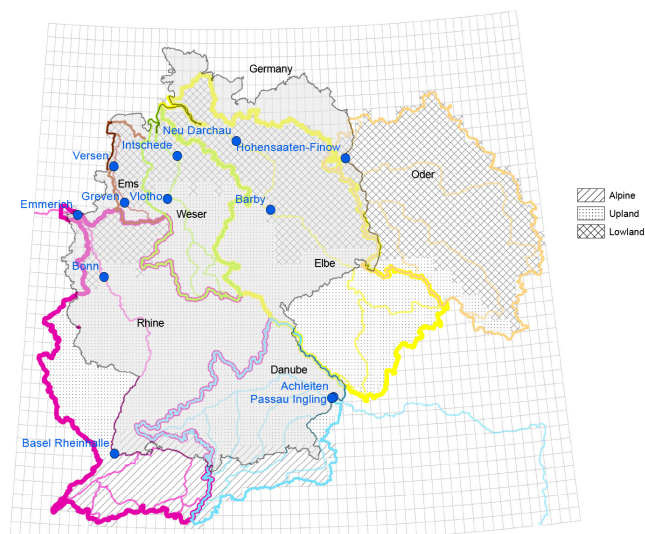 Germany
Neu Darchau
Intschede
Hohensaaten-Finow
Versen
Oder
Ems
Greven
Vlotho
Barby
Emmerich
Weser
Alpine
Upland
Lowland
Elbe
Bonn
Rhine
Danube
Achleiten
Passau Ingling
Basel Rheinhalle